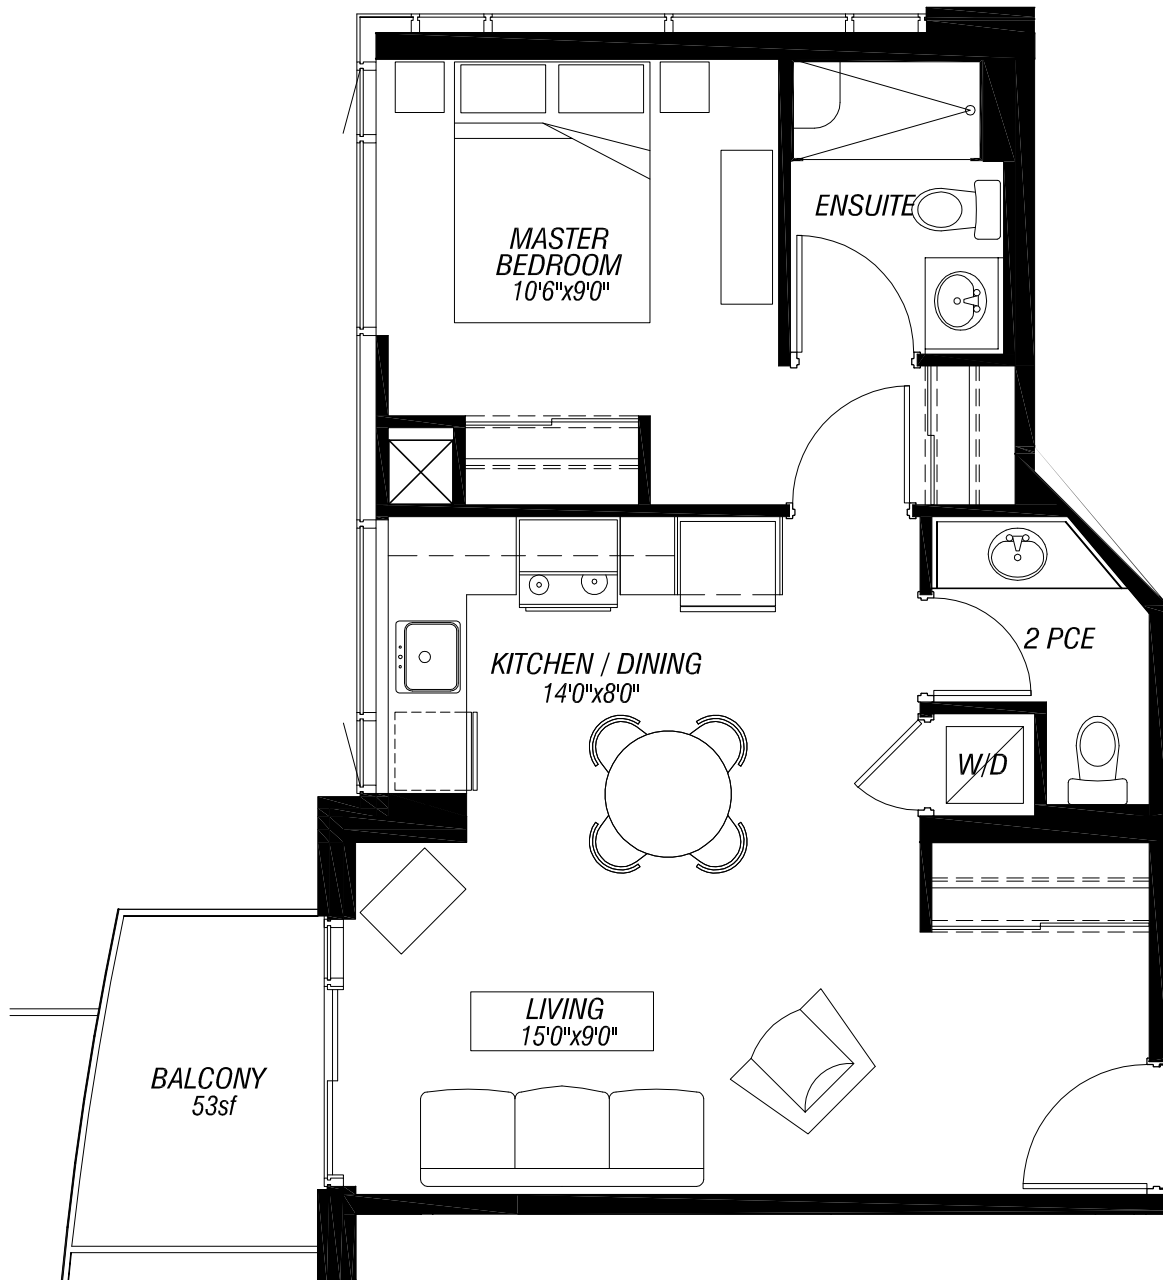 ENSUITE
MASTER
BEDROOM
10'6"x9'0"
2 PCE
KITCHEN / DINING
14'0"x8'0"
W/D
LIVING
15'0"x9'0"
BALCONY
53sf